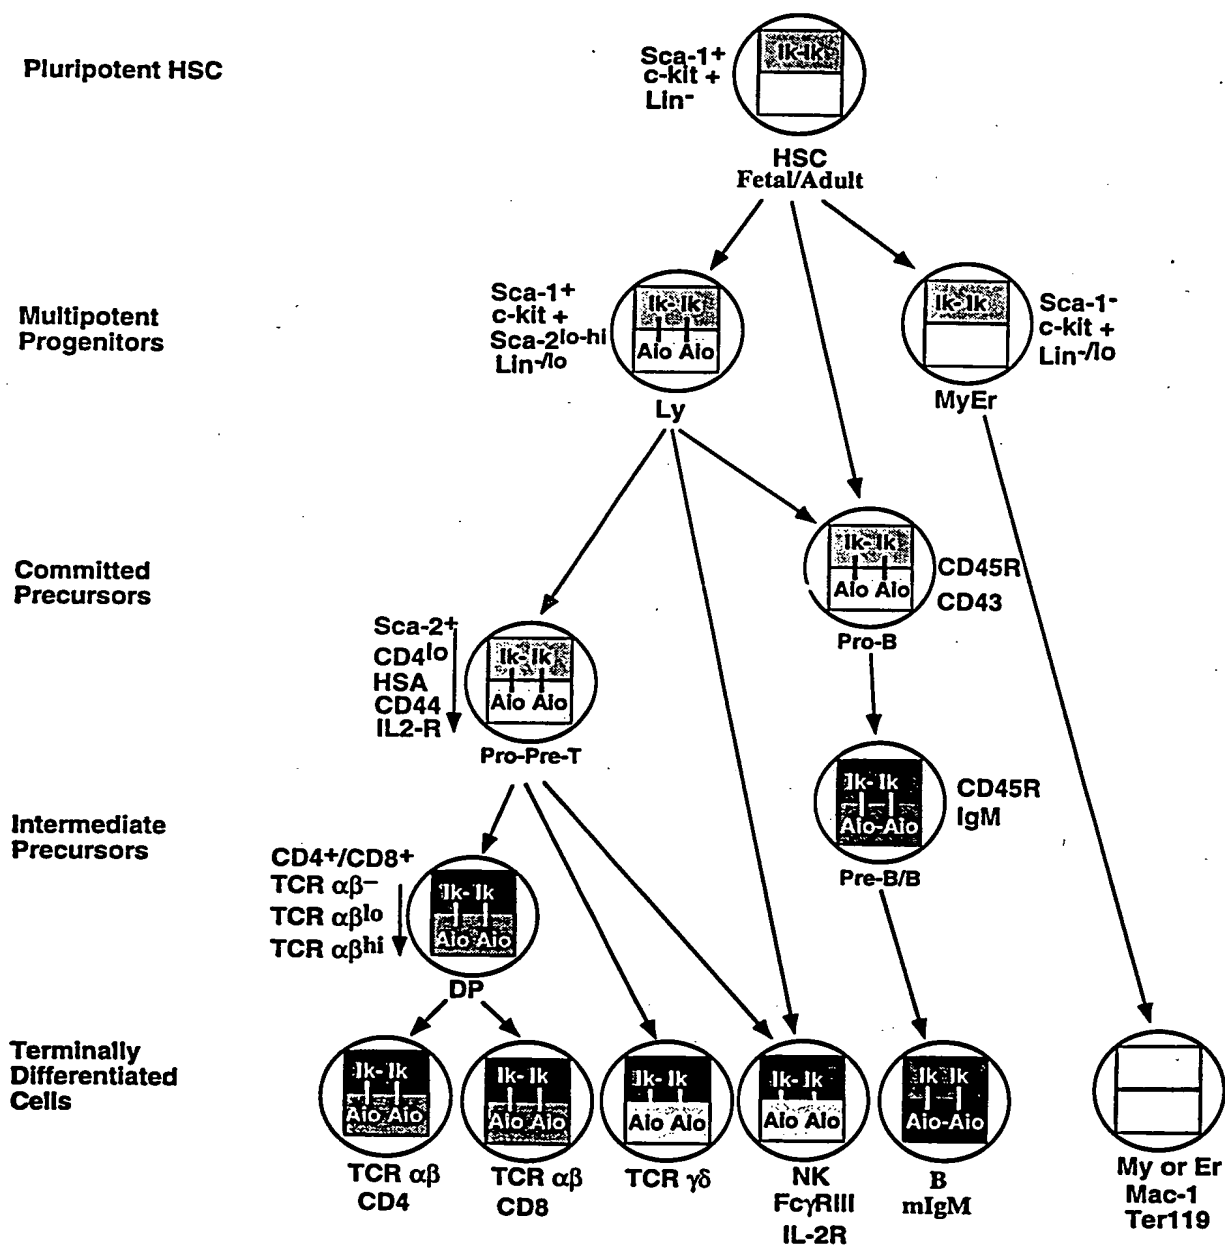 Pluripotent HSC
Sca-1+
c-kit +
Lin-
Ik-Ik
HSC
Fetal/Adult
Multipotent
Progenitors
Sca-1+
c-kit +
Sca-2lo-hi
Lin-/lo
Ik- Ik
Aio Aio
Ly
Ik- Ik
MyEr
Sca-1-
c-kit +
Lin-/lo
Committed
Precursors
Ik- Ik
Aio Aio
Pro-B
CD45R
CD43
Sca-2+
CD4lo
HSA
CD44
IL2-R
Ik- Ik
Aio Aio
Pro-Pre-T
Intermediate
Precursors
Ik- Ik
Aio-Aio
Pre-B/B
CD45R
IgM
CD4+/CD8+
TCR αβ–
TCR αβlo
TCR αβhi
Ik- Ik
Aio Aio
DP
Terminally
Differentiated
Cells
Ik- Ik
Aio Aio
TCR αβ
CD4
Ik- Ik
Aio Aio
TCR αβ
CD8
Ik- Ik
Aio Aio
TCR γδ
Ik- Ik
Aio Aio
NK
FcγRIII
IL-2R
Ik Ik
Aio-Aio
B
mIgM
My or Er
Mac-1
Ter119